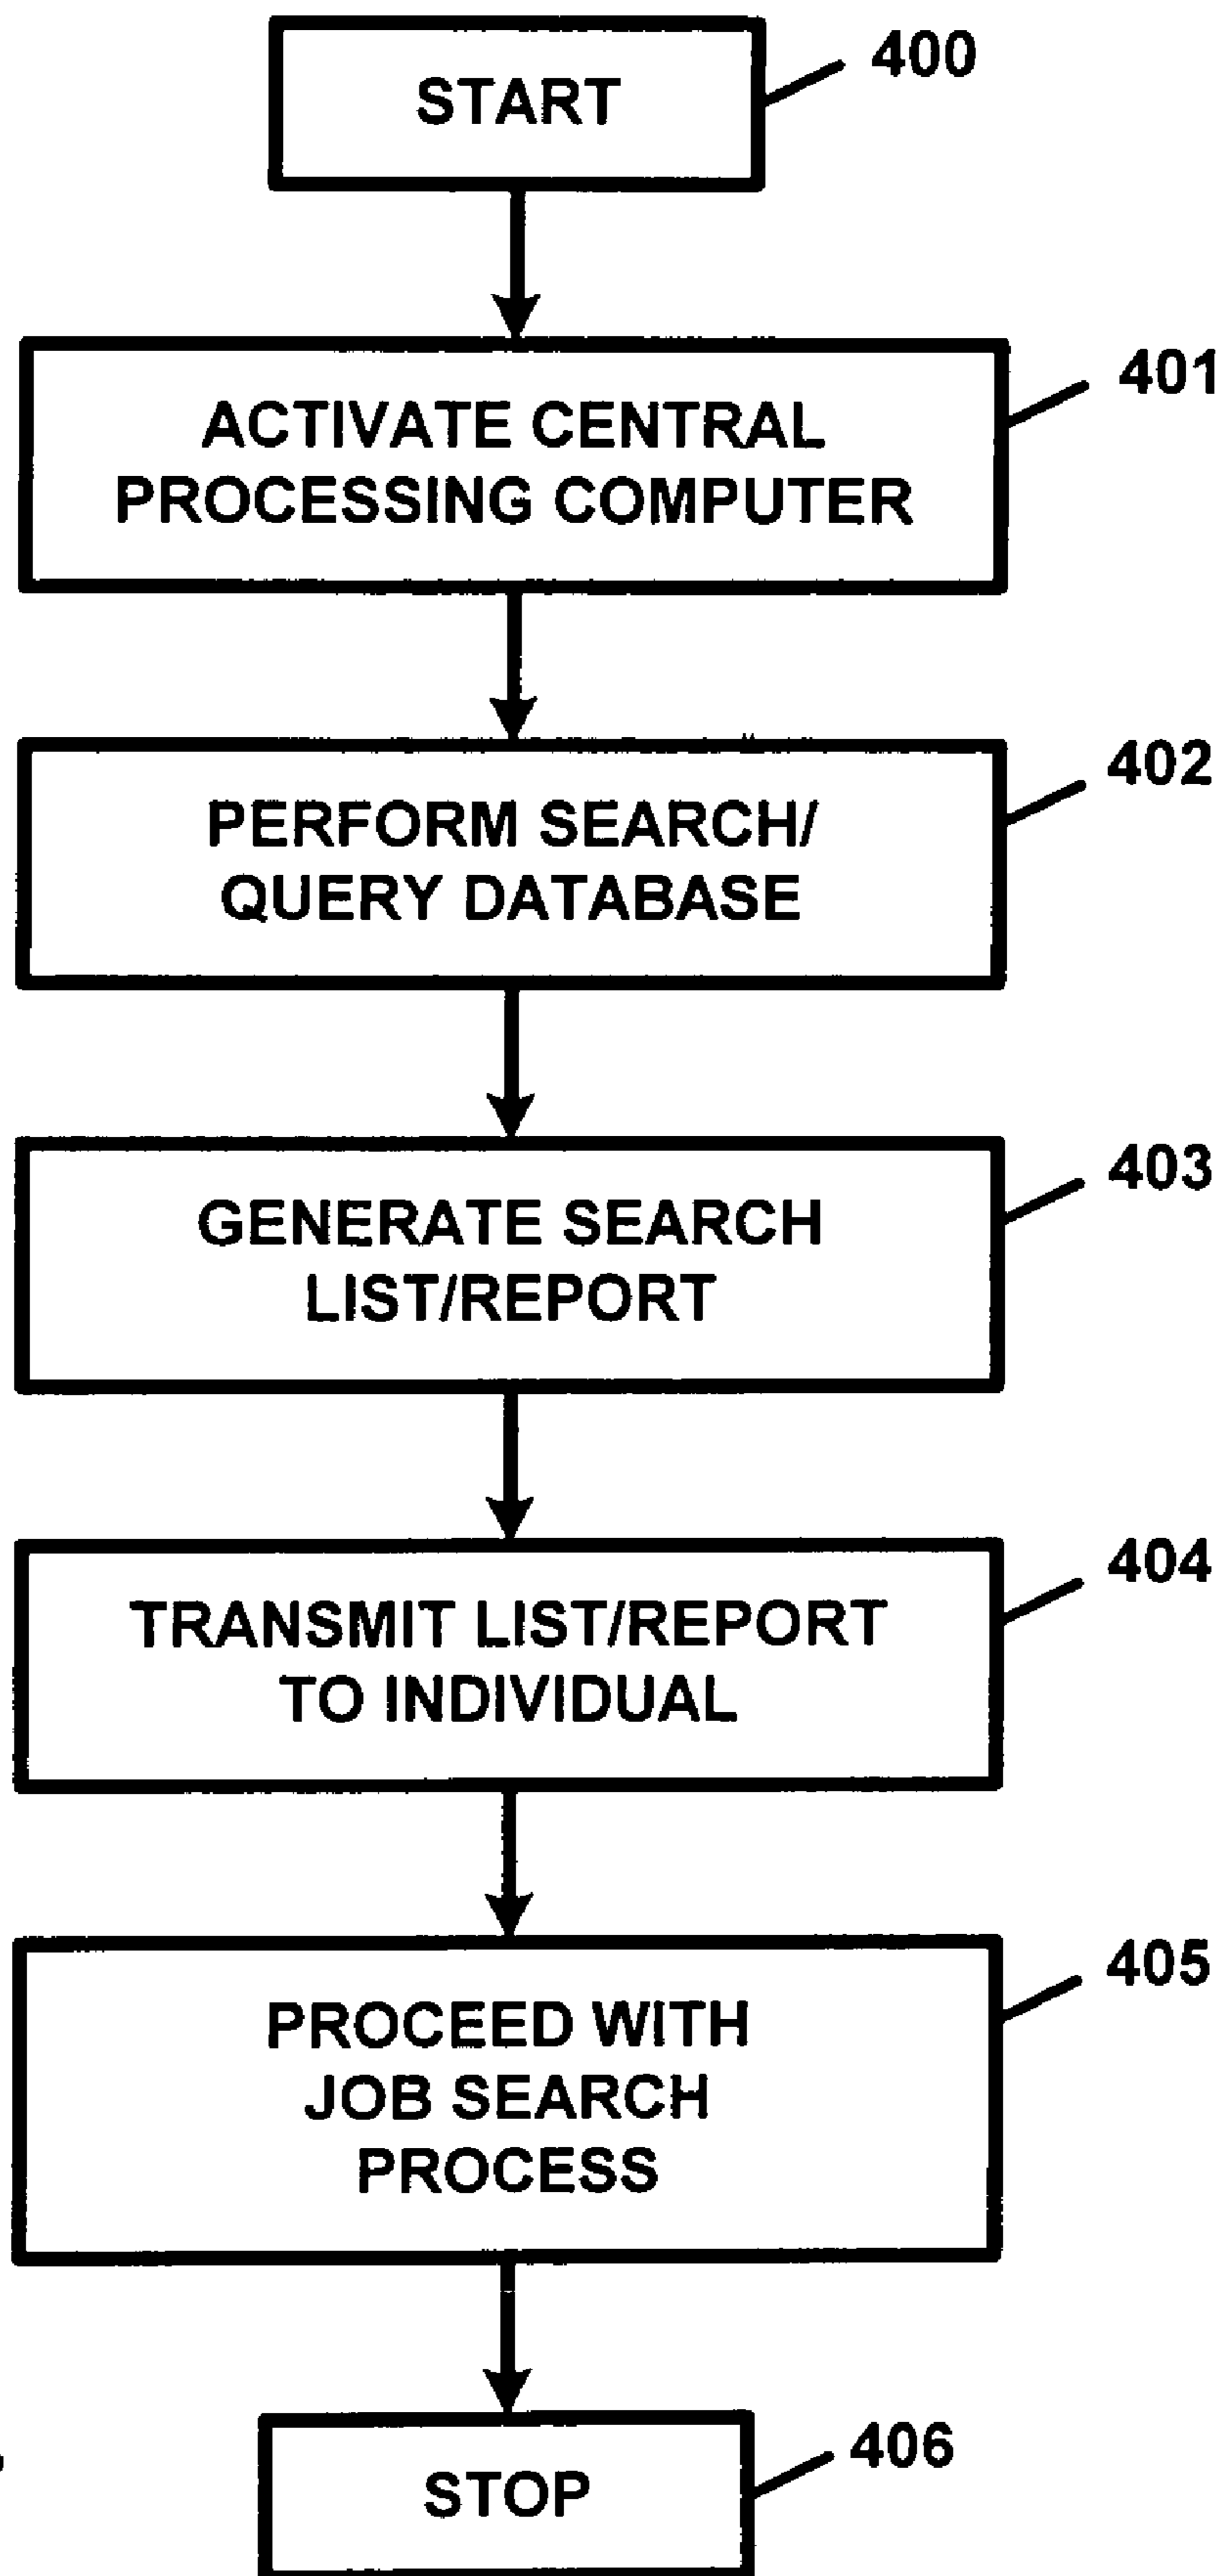 START
400
ACTIVATE CENTRAL
PROCESSING COMPUTER
401
PERFORM SEARCH/
QUERY DATABASE
402
GENERATE SEARCH
LIST/REPORT
403
TRANSMIT LIST/REPORT
TO INDIVIDUAL
404
PROCEED WITH
JOB SEARCH
PROCESS
405
STOP
406